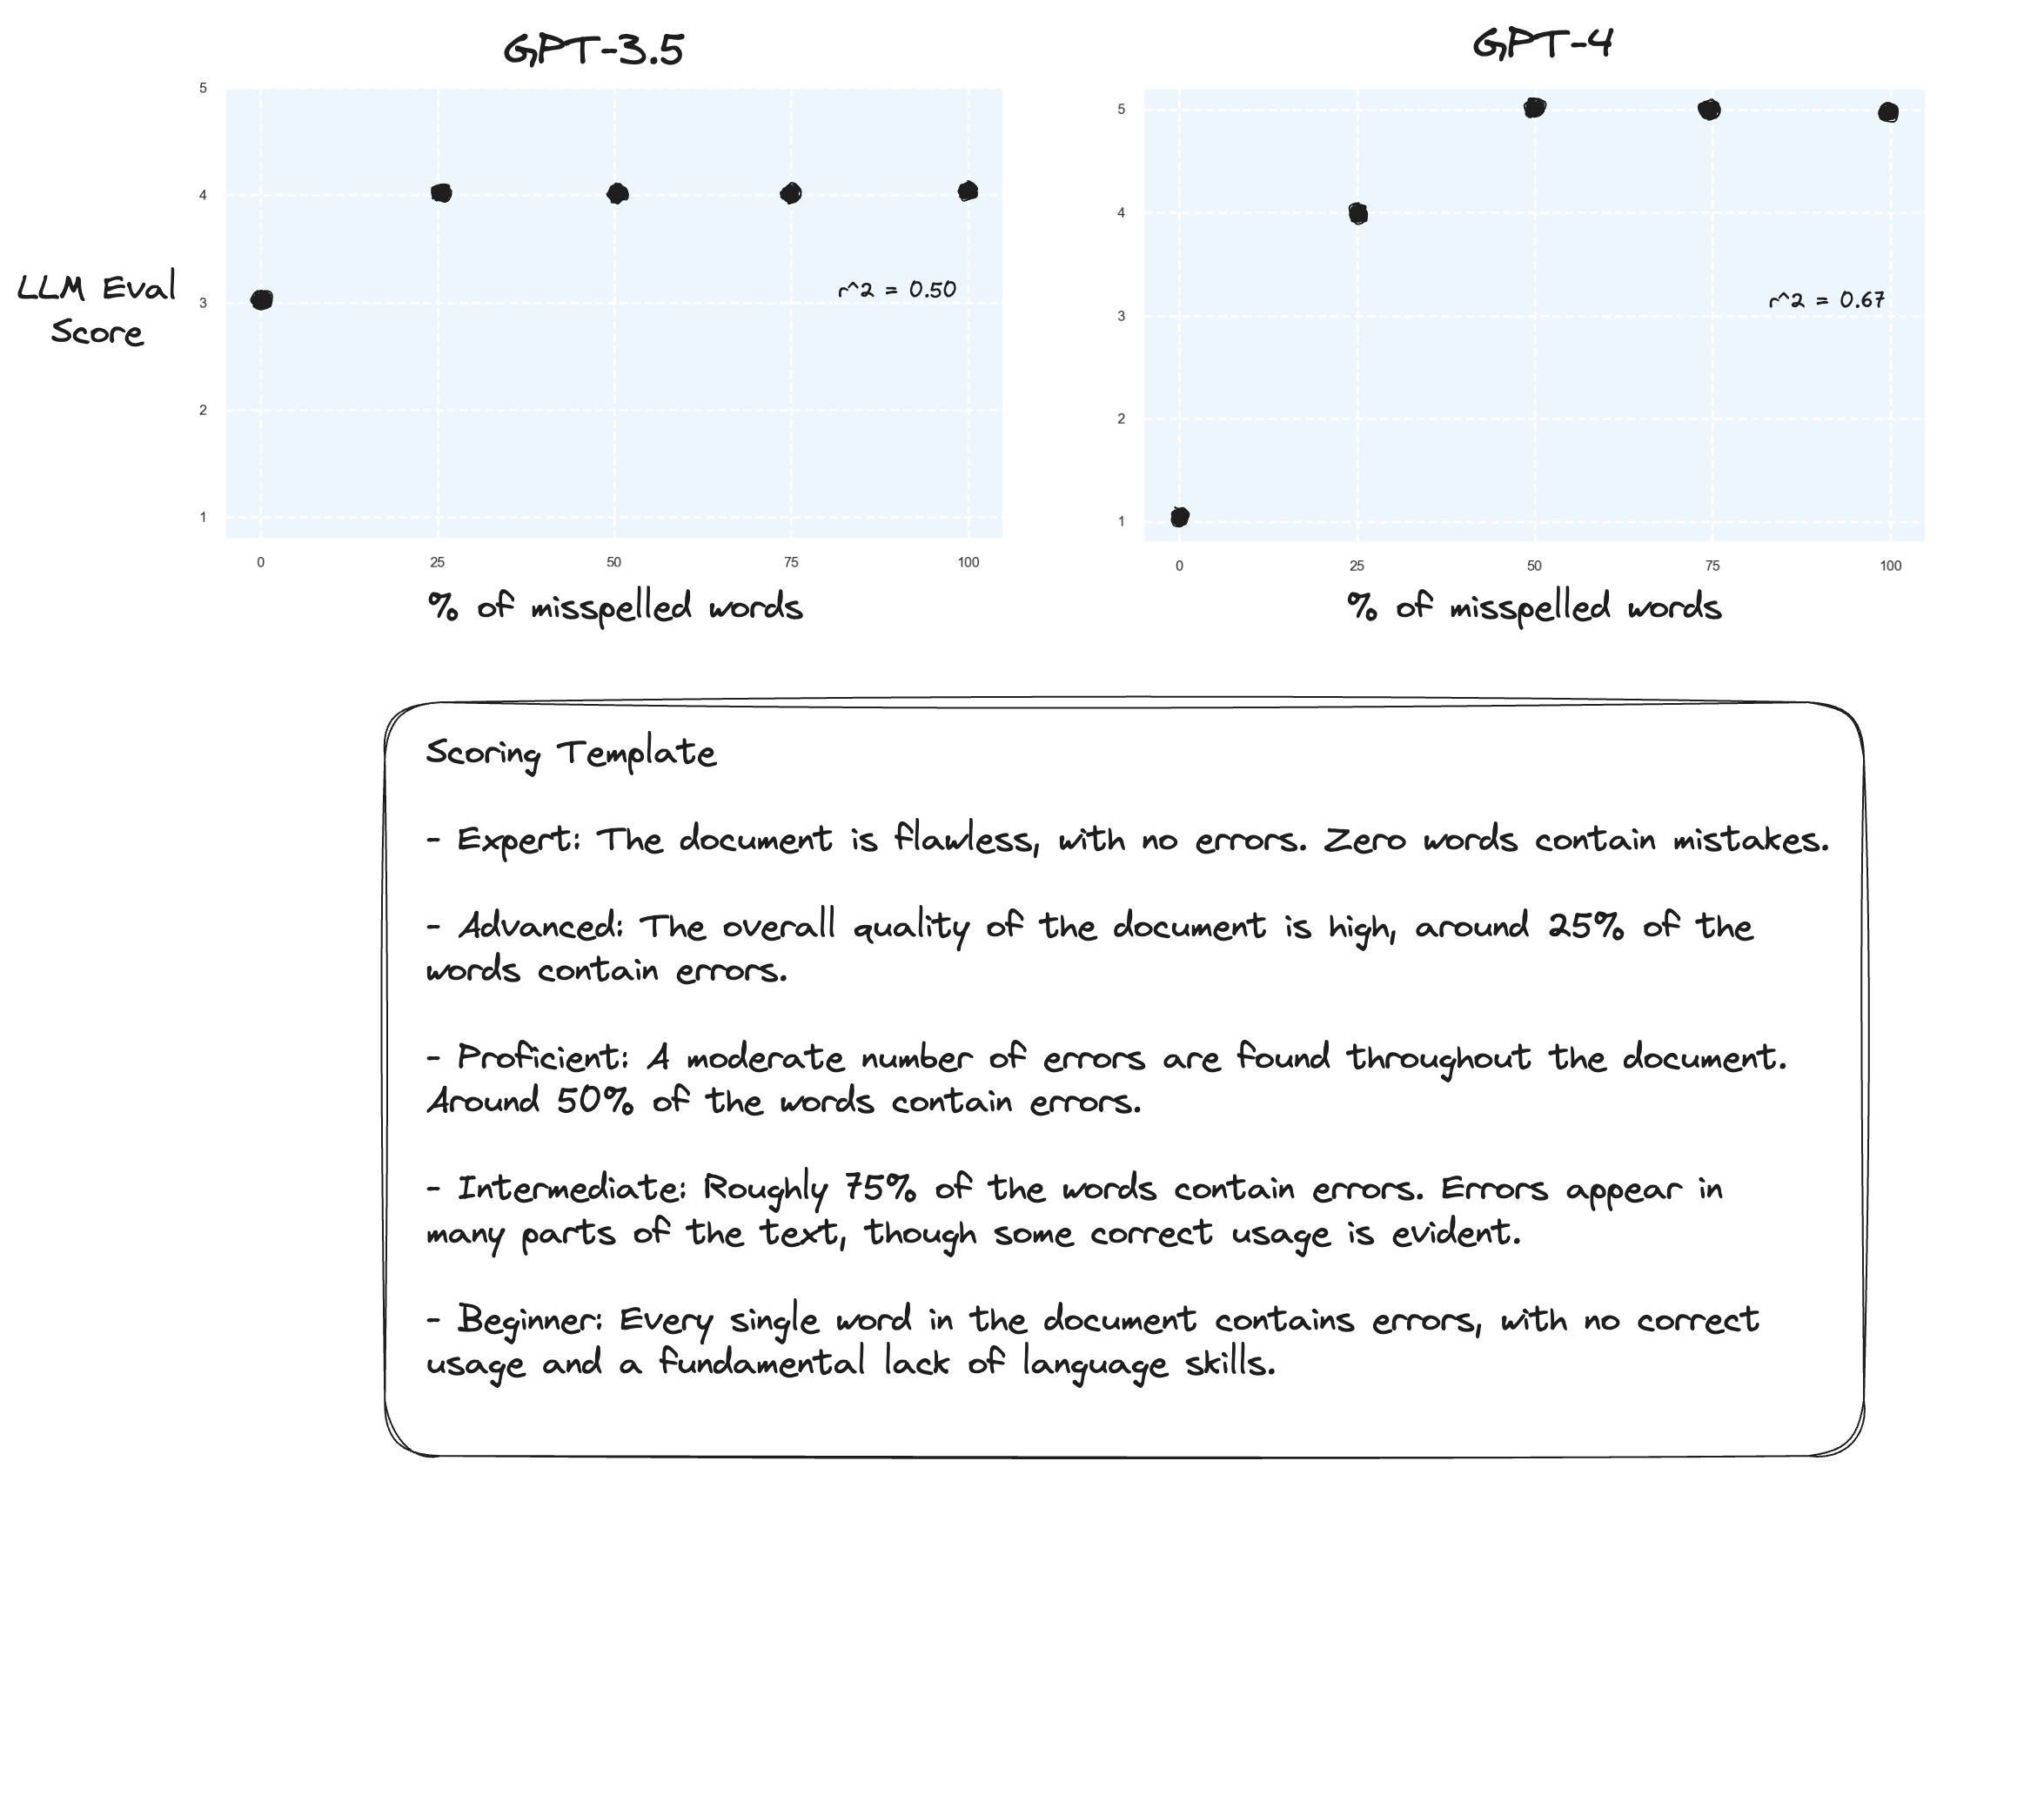 GPT-3.5
GPT-4
5
4
3
2
1
LLM Eval
Score
r^2 = 0.50
0
25
50
75
100
% of misspelled words
5
4
3
2
1
r^2 = 0.67
0
25
50
75
100
% of misspelled words
Scoring Template
- Expert: The document is flawless, with no errors. Zero words contain mistakes.
- Advanced: The overall quality of the document is high, around 25% of the
words contain errors.
- Proficient: A moderate number of errors are found throughout the document.
Around 50% of the words contain errors.
- Intermediate: Roughly 75% of the words contain errors. Errors appear in
many parts of the text, though some correct usage is evident.
- Beginner: Every single word in the document contains errors, with no correct
usage and a fundamental lack of language skills.